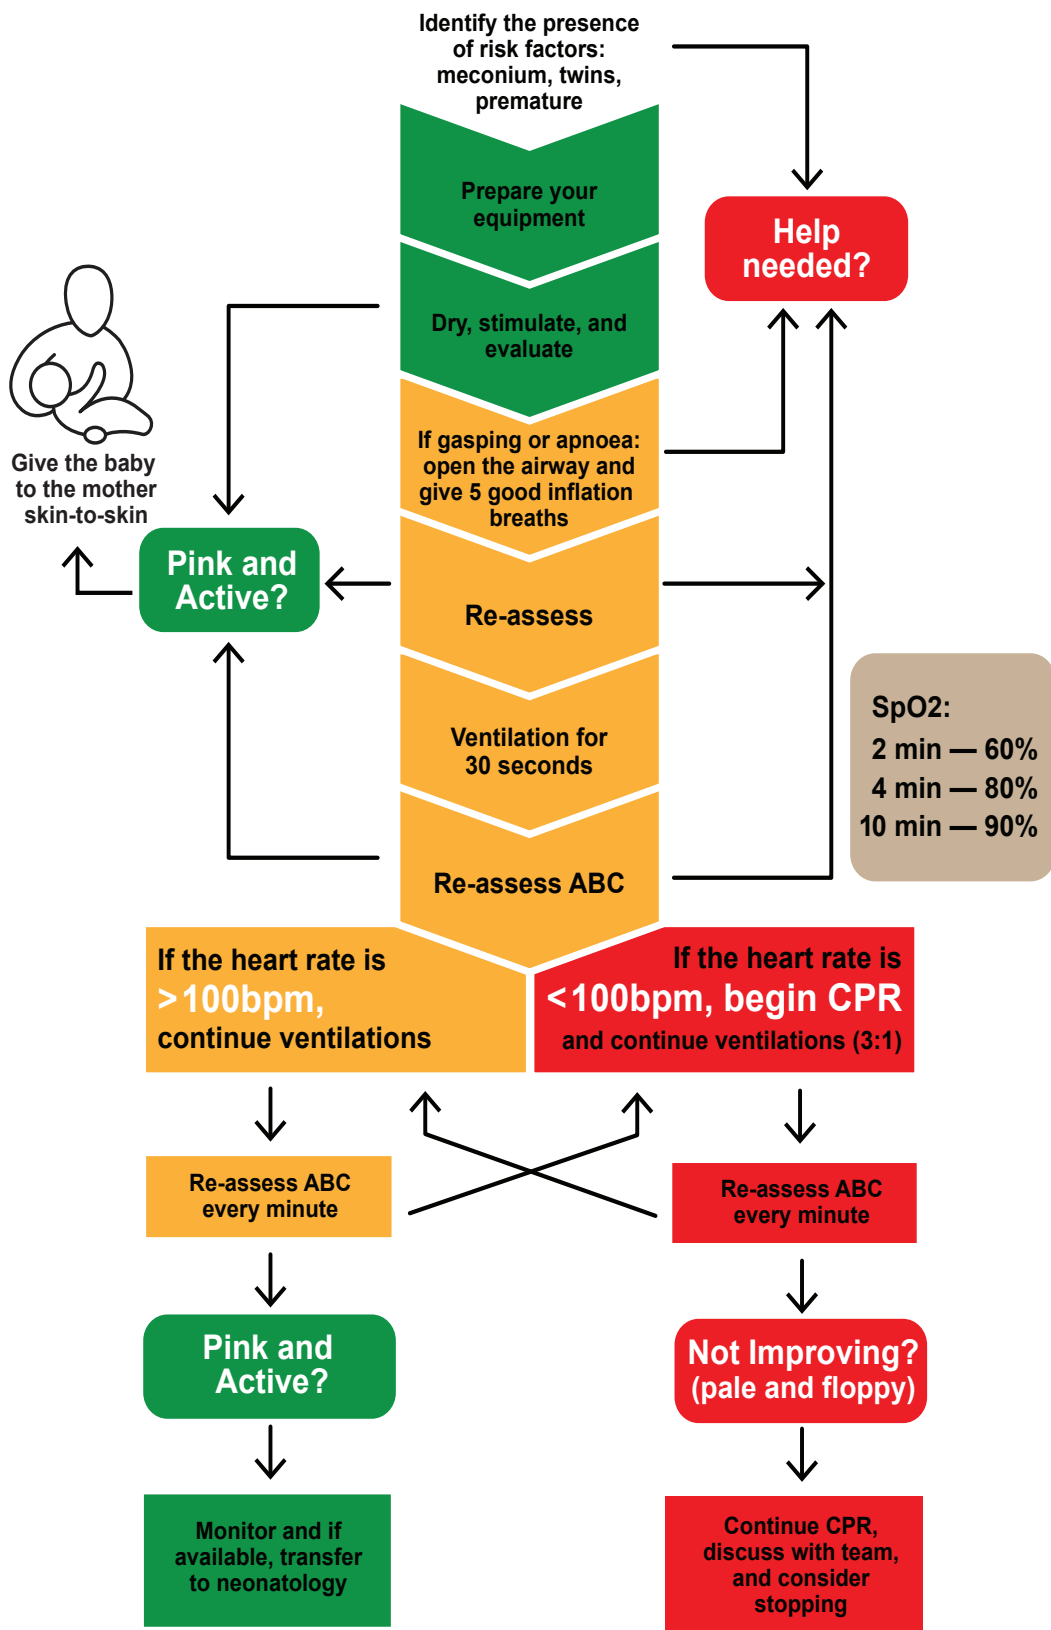 Identify the presence
of risk factors:
meconium, twins,
premature
Prepare your
equipment
Help
needed?
Dry, stimulate, and
evaluate
If gasping or apnoea:
open the airway and
give 5 good inflation
breaths
Give the baby
to the mother
skin-to-skin
Pink and
Active?
Re-assess
Ventilation for
30 seconds
SpO2:
2 min — 60%
4 min — 80%
10 min — 90%
Re-assess ABC
If the heart rate is
>100bpm,
continue ventilations
If the heart rate is
<100bpm, begin CPR
and continue ventilations (3:1)
Re-assess ABC
every minute
Re-assess ABC
every minute
Pink and
Active?
Not Improving?
(pale and floppy)
Monitor and if
available, transfer
to neonatology
Continue CPR,
discuss with team,
and consider
stopping